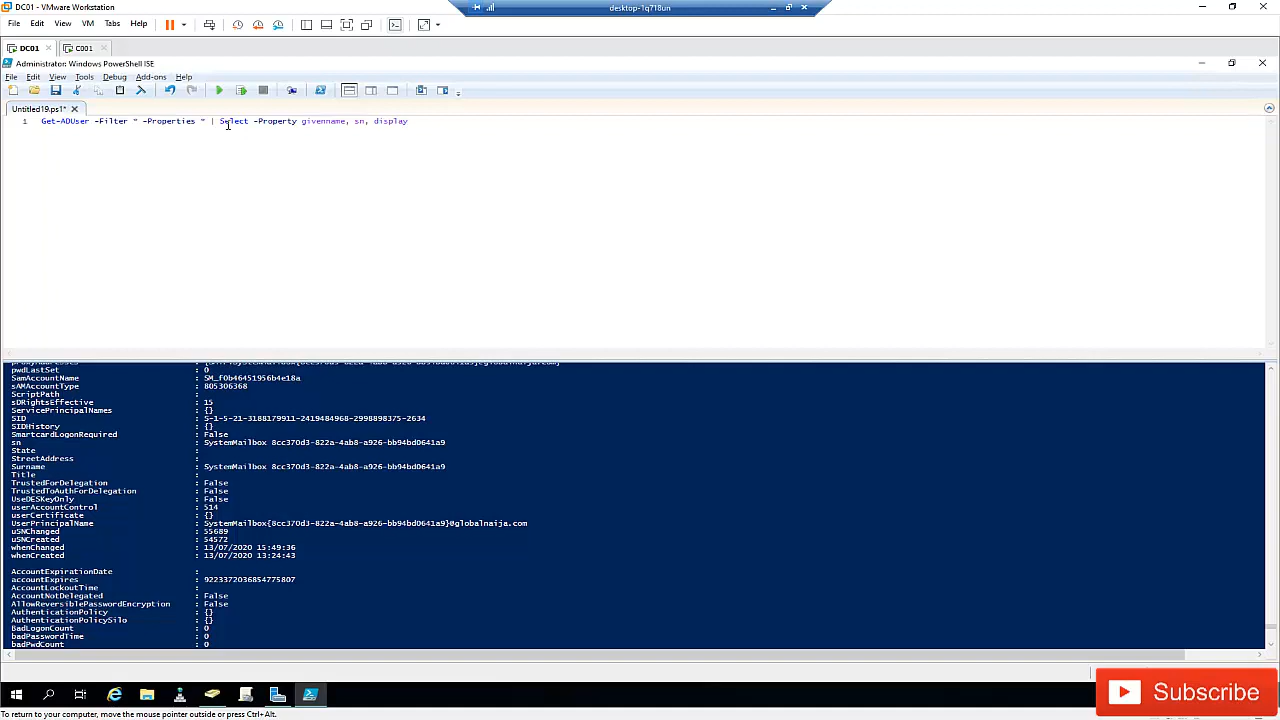 DC01 - VMware Workstation
desktop-1q718un
File Edit View VM Tabs Help
DC01 C001
Administrator: Windows PowerShell ISE
File Edit View Tools Debug Add-ons Help
Untitled19.ps1*
1 Get-ADUser -Filter * -Properties * | Select -Property givenname, sn, display
pwdLastSet : 0
SamAccountName : SM_f0b46451956b4e18a
sAMAccountType : 805306368
ScriptPath :
sDRightsEffective : 15
ServicePrincipalNames : {}
SID : S-1-5-21-3188179911-2419484968-2998898375-2634
SIDHistory : {}
SmartcardLogonRequired : False
sn : SystemMailbox 8cc370d3-822a-4ab8-a926-bb94bd0641a9
State :
StreetAddress :
Surname : SystemMailbox 8cc370d3-822a-4ab8-a926-bb94bd0641a9
Title :
TrustedForDelegation : False
TrustedToAuthForDelegation : False
UseDESKeyOnly : False
userAccountControl : 514
userCertificate : {}
UserPrincipalName : SystemMailbox{8cc370d3-822a-4ab8-a926-bb94bd0641a9}@globalnaija.com
uSNChanged : 55689
uSNCreated : 54572
whenChanged : 13/07/2020 15:49:36
whenCreated : 13/07/2020 13:24:43
AccountExpirationDate :
accountExpires : 9223372036854775807
AccountLockoutTime :
AccountNotDelegated : False
AllowReversiblePasswordEncryption : False
AuthenticationPolicy : {}
AuthenticationPolicySilo : {}
BadLogonCount : 0
badPasswordTime : 0
badPwdCount : 0
Subscribe
To return to your computer, move the mouse pointer outside or press Ctrl+Alt.